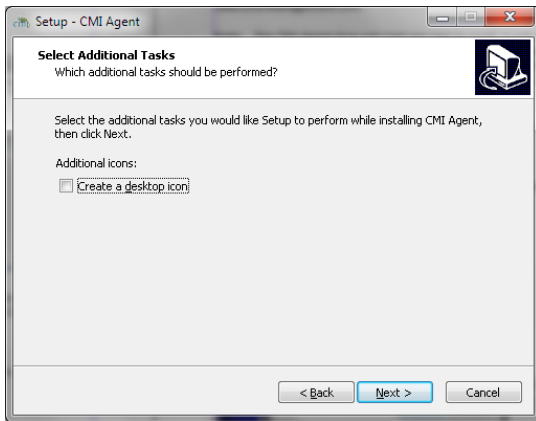 Setup - CMI Agent
Select Additional Tasks
Which additional tasks should be performed?
Select the additional tasks you would like Setup to perform while installing CMI Agent,
then click Next.
Additional icons:
Create a desktop icon
< Back
Next >
Cancel